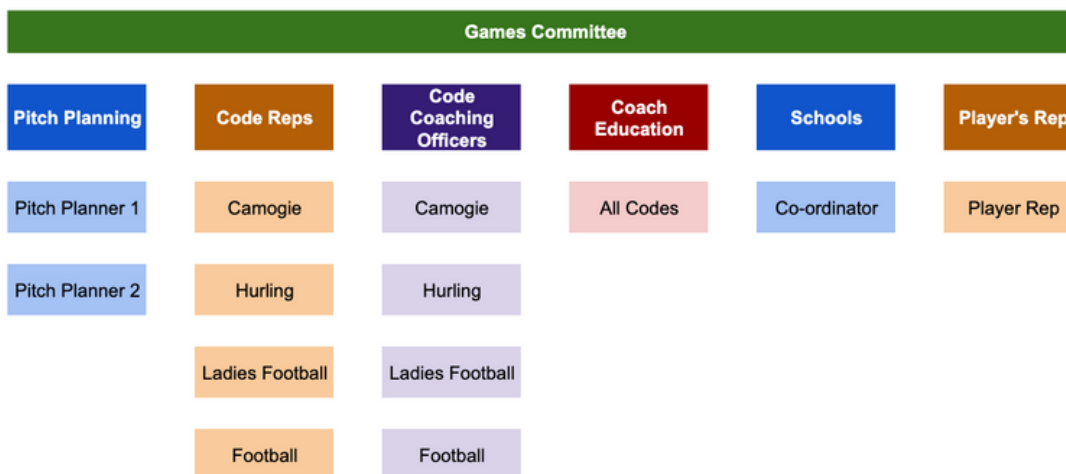 Games Committee
Pitch Planning
Code Reps
Code
Coaching
Officers
Coach
Education
Schools
Player's Rep
Pitch Planner 1
Camogie
Camogie
All Codes
Co-ordinator
Player Rep
Pitch Planner 2
Hurling
Hurling
Ladies Football
Ladies Football
Football
Football